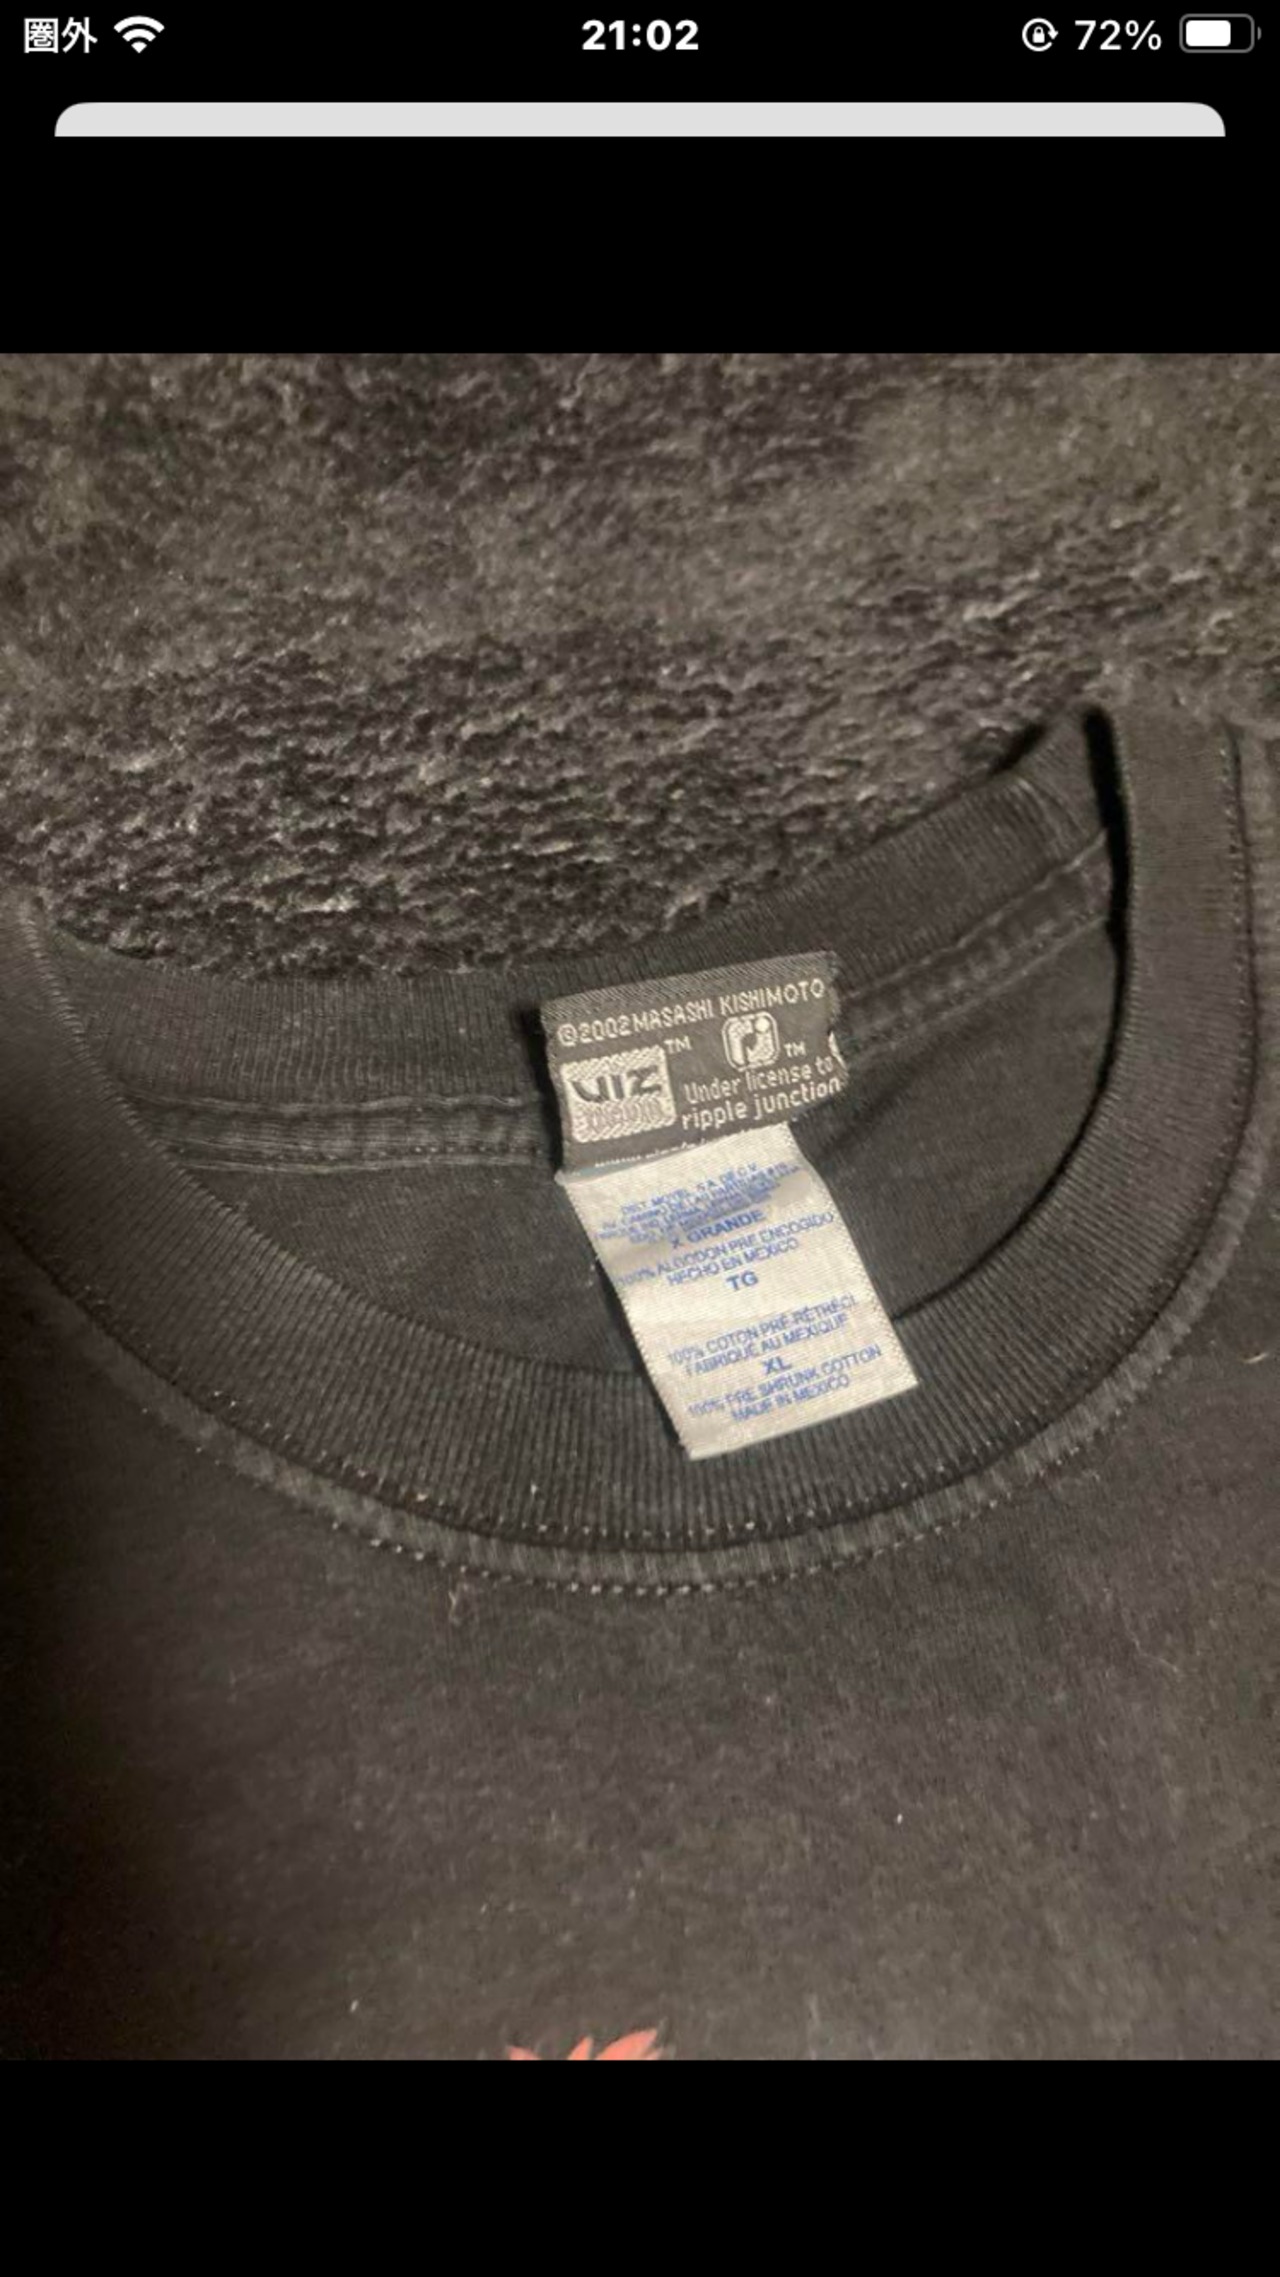 圏外
21:02
72%
©2002 MASASHI KISHIMOTO
VIZ
TM
TM
Under license to
ripple junction
X GRANDE
100% ALGODON PRE ENCOGIDO
HECHO EN MEXICO
TG
100% COTON PRÉ-RÉTRÉCI
FABRIQUÉ AU MEXIQUE
XL
100% PRE SHRUNK COTTON
MADE IN MEXICO